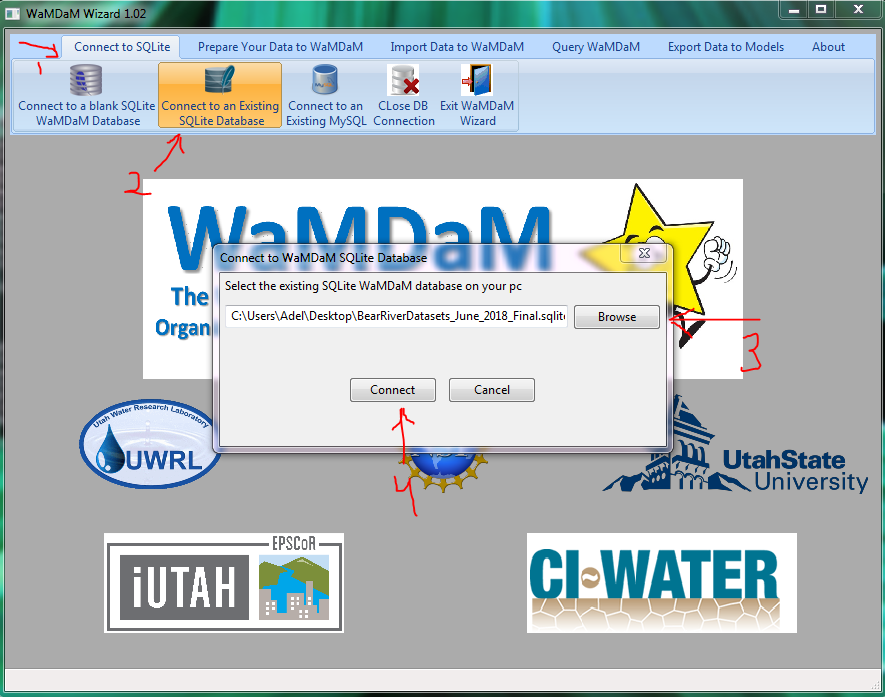 WaMDaM Wizard 1.02
Connect to SQLite
Prepare Your Data to WaMDaM
Import Data to WaMDaM
Query WaMDaM
Export Data to Models
About
1
Connect to a blank SQLite
WaMDaM Database
Connect to an Existing
SQLite Database
Connect to an
Existing MySQL
CLose DB
Connection
Exit WaMDaM
Wizard
2
WaMDaM
The
Organ
Connect to WaMDaM SQLite Database
Select the existing SQLite WaMDaM database on your pc
C:\Users\Adel\Desktop\BearRiverDatasets_June_2018_Final.sqlite
Browse
3
Connect
Cancel
4
Utah Water Research Laboratory
UWRL
UtahState
University
EPSCoR
iUTAH
CI-WATER